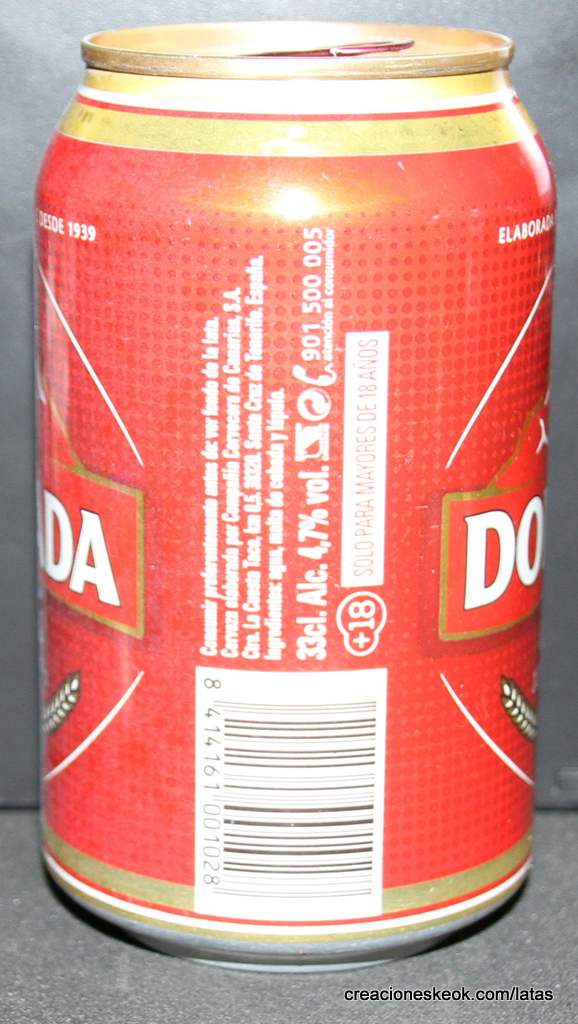 DESDE 1939
ELABORADA
ADA
DO
Consumir preferentemente antes de: ver fondo de la lata.
Cerveza elaborada por Compañía Cervecera de Canarias, S.A.
Ctra. La Cuesta Taco, km 0,5. 38320. Santa Cruz de Tenerife. España.
Ingredientes: agua, malta de cebada y lúpulo.
33cl. Alc. 4,7% vol. 901 500 005
atención al consumidor
+18 SOLO PARA MAYORES DE 18 AÑOS
8 414161 001028
creacioneskeok.com/latas